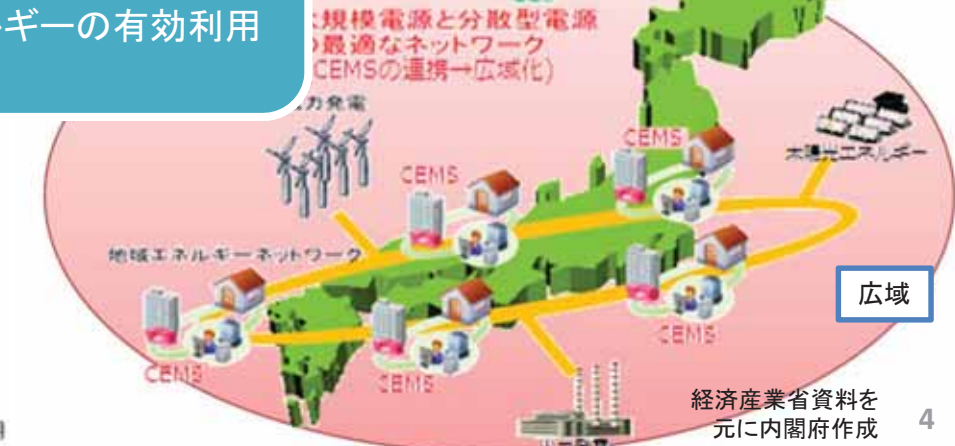 ギーの有効利用
規模電源と分散型電源
最適なネットワーク
CEMSの連携→広域化)
力発電
CEMS
CEMS
太陽光エネルギー
地域エネルギーネットワーク
広域
CEMS
CEMS
CEMS
経済産業省資料を
元に内閣府作成
4